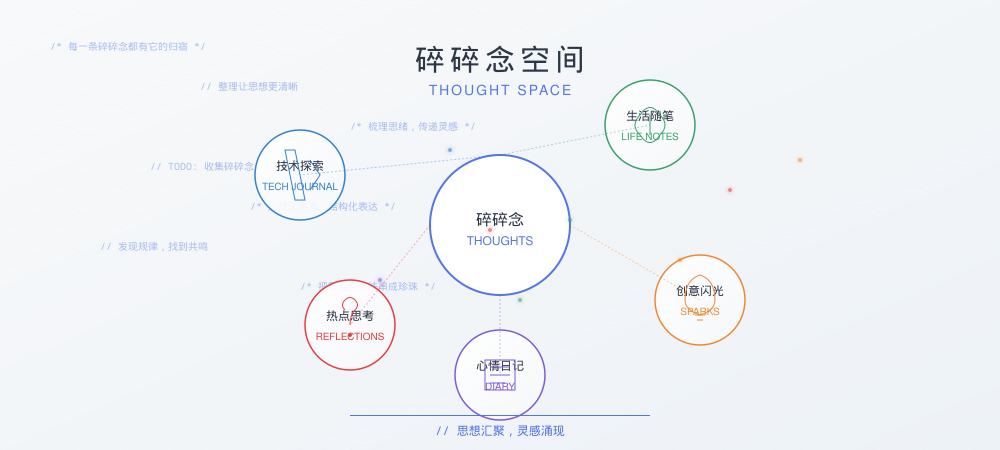 /* 每一条碎碎念都有它的归宿 */
碎碎念空间
THOUGHT SPACE
// 整理让思想更清晰
/* 梳理思绪，传递灵感 */
生活随笔
LIFE NOTES
// TODO: 收集碎碎念
技术探索
TECH JOURNAL
/* 结构化表达 */
碎碎念
THOUGHTS
// 发现规律，找到共鸣
/* 成珍珠 */
创意闪光
SPARKS
热点思考
REFLECTIONS
心情日记
DIARY
// 思想汇聚，灵感涌现